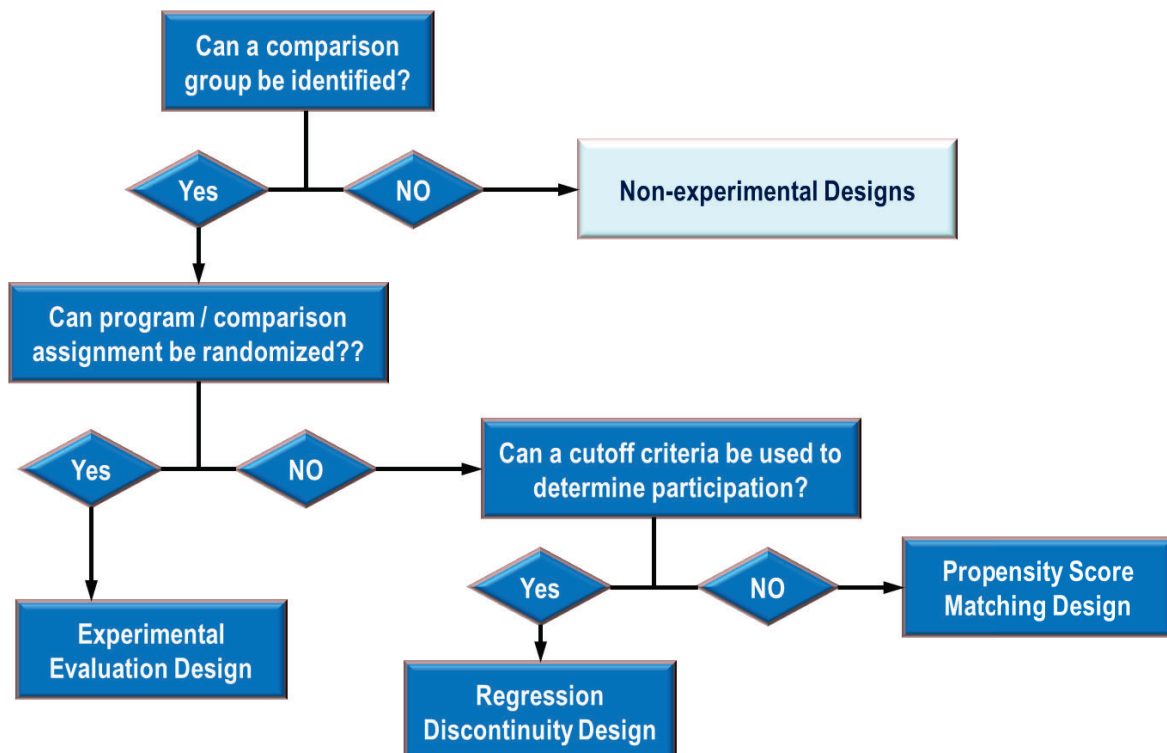 Can a comparison
group be identified?
Yes
NO
Non-experimental Designs
Can program / comparison
assignment be randomized??
Yes
NO
Can a cutoff criteria be used to
determine participation?
Yes
NO
Propensity Score
Matching Design
Experimental
Evaluation Design
Regression
Discontinuity Design